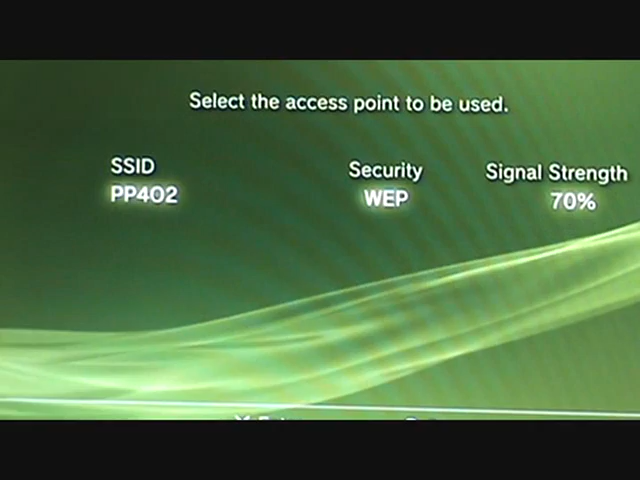 Select the access point to be used.
SSID Security Signal Strength
PP402 WEP 70%